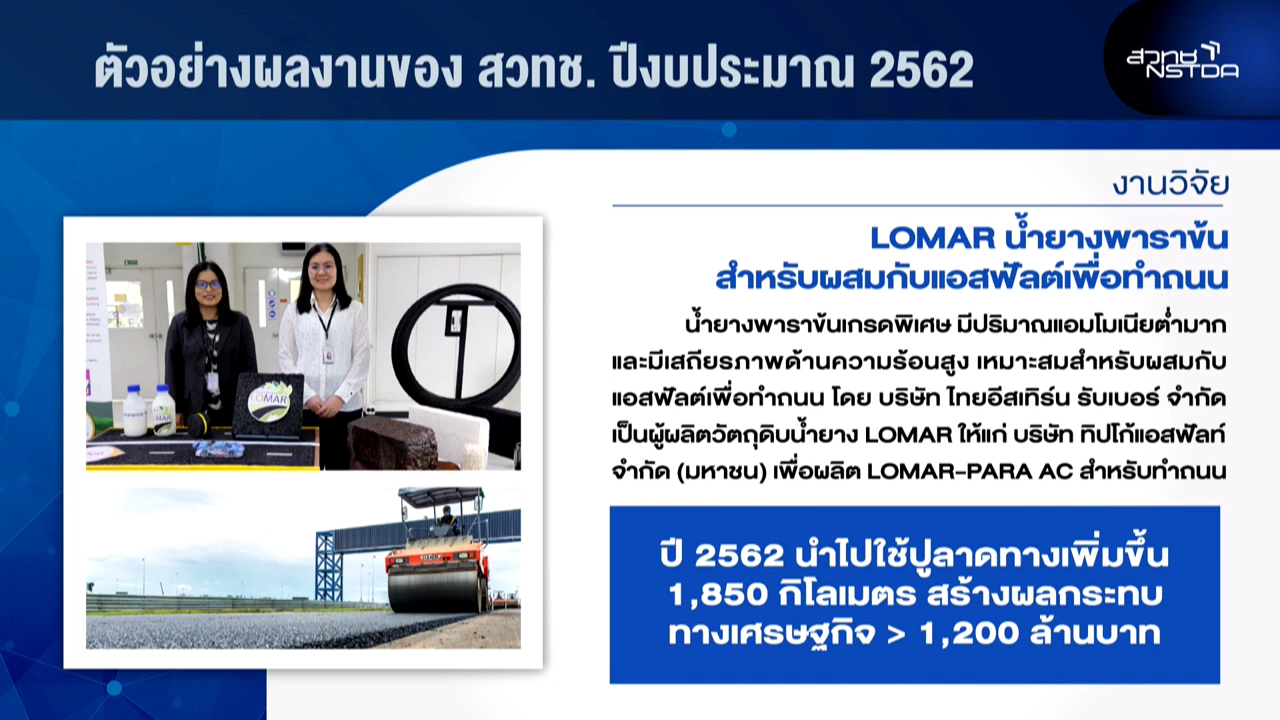 ตัวอย่างผลงานของ สวทช. ปีงบประมาณ 2562
สวทช
NSTDA
งานวิจัย
LOMAR น้ำยางพาราข้น
สำหรับผสมกับแอสฟัลต์เพื่อทำถนน
น้ำยางพาราข้นเกรดพิเศษ มีปริมาณแอมโมเนียต่ำมาก
และมีเสถียรภาพด้านความร้อนสูง เหมาะสมสำหรับผสมกับ
แอสฟัลต์เพื่อทำถนน โดย บริษัท ไทยอีสเทิร์น รับเบอร์ จำกัด
เป็นผู้ผลิตวัตถุดิบน้ำยาง LOMAR ให้แก่ บริษัท ทิปโก้แอสฟัลท์
จำกัด (มหาชน) เพื่อผลิต LOMAR-PARA AC สำหรับทำถนน
LOMAR
ปี 2562 นำไปใช้ปูลาดทางเพิ่มขึ้น
1,850 กิโลเมตร สร้างผลกระทบ
ทางเศรษฐกิจ > 1,200 ล้านบาท